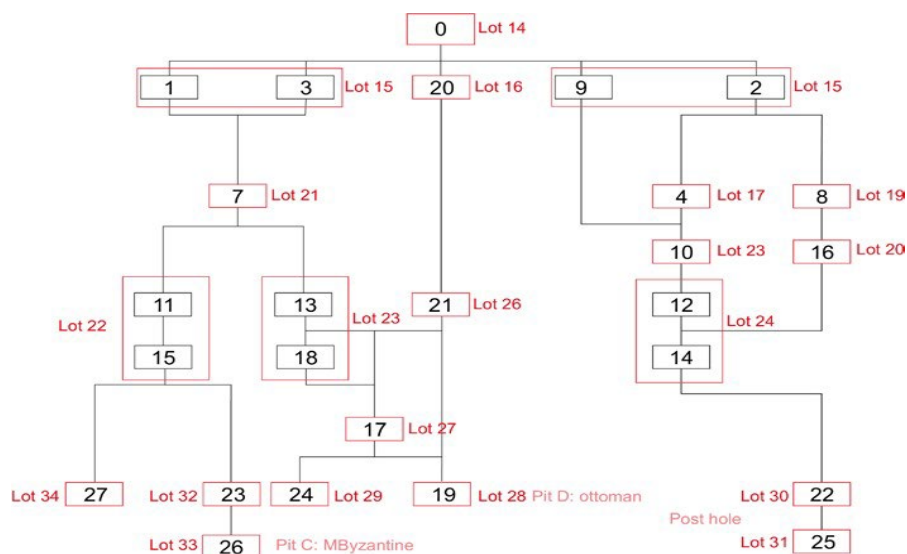 0 Lot 14
1 3 Lot 15 20 Lot 16 9 2 Lot 15
7 Lot 21 4 Lot 17 8 Lot 19
10 Lot 23 16 Lot 20
11 13 21 Lot 26 12
Lot 22 Lot 23 Lot 24
15 18 14
17 Lot 27
Lot 34 27 Lot 32 23 24 Lot 29 19 Lot 28 Pit D: ottoman Lot 30 22
Post hole
Lot 33 26 Pit C: MByzantine Lot 31 25